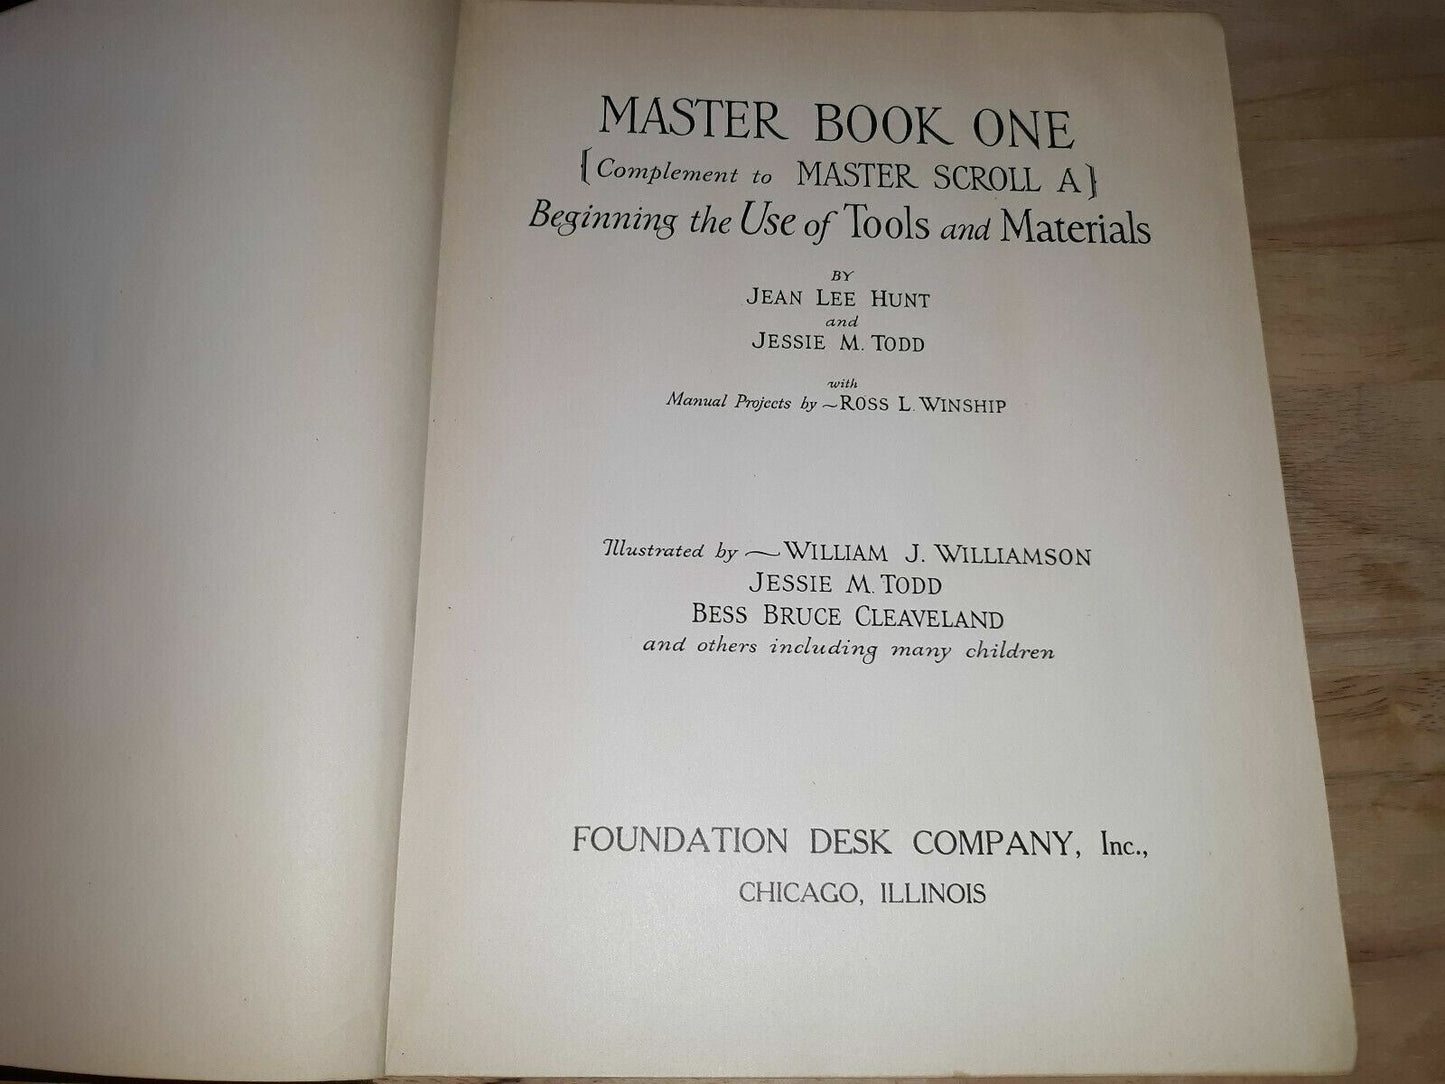 MASTER BOOK ONE
{Complement to MASTER SCROLL A}
Beginning the Use of Tools and Materials
BY
JEAN LEE HUNT
and
JESSIE M. TODD
with
Manual Projects by ~ROSS L. WINSHIP
Illustrated by ~WILLIAM J. WILLIAMSON
JESSIE M. TODD
BESS BRUCE CLEAVELAND
and others including many children
FOUNDATION DESK COMPANY, Inc.,
CHICAGO, ILLINOIS